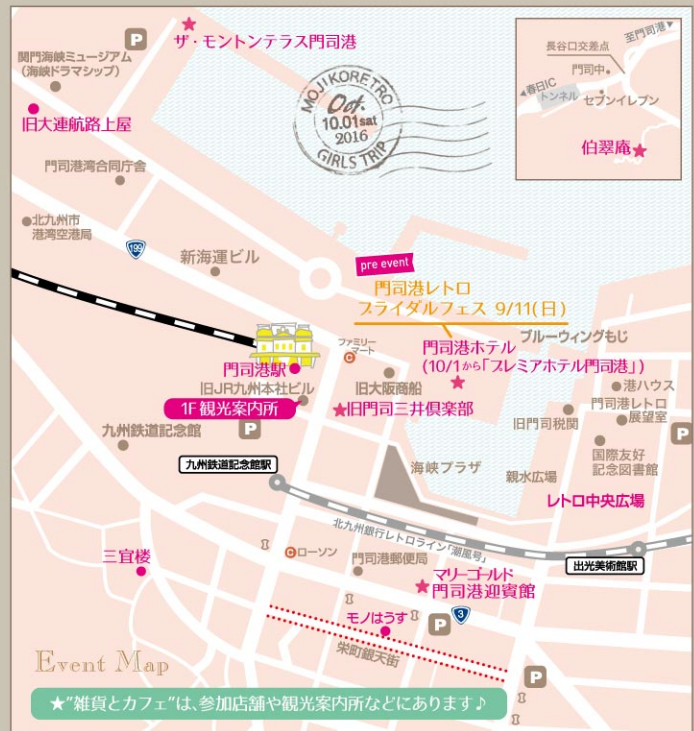 P
ザ・モントンテラス門司港
関門海峡ミュージアム
(海峡ドラマシップ)
旧大連航路上屋
門司港湾合同庁舎
北九州市
港湾空港局
199
新海運ビル
MOJIKO RETRO
Oct.
10.01sat
2016
GIRLS TRIP
至門司港
長谷口交差点
門司中
春日IC
トンネル
セブンイレブン
伯翠庵
pre event
門司港レトロ
ブライダルフェス 9/11(日)
門司港ホテル
(10/1から「プレミアホテル門司港」)
ブルーウィングもじ
ファミリー
マート
門司港駅
旧JR九州本社ビル
1F 観光案内所
旧大阪商船
旧門司三井倶楽部
港ハウス
門司港レトロ
展望室
旧門司税関
国際友好
記念図書館
P
九州鉄道記念館
P
九州鉄道記念館駅
海峡プラザ
親水広場
レトロ中央広場
北九州銀行レトロライン「潮風号」
出光美術館駅
三宜楼
ローソン
門司港郵便局
マリーゴールド
門司港迎賓館
3
モノはうす
P
栄町銀天街
P
Event Map
★"雑貨とカフェ"は、参加店舗や観光案内所などにあります♪